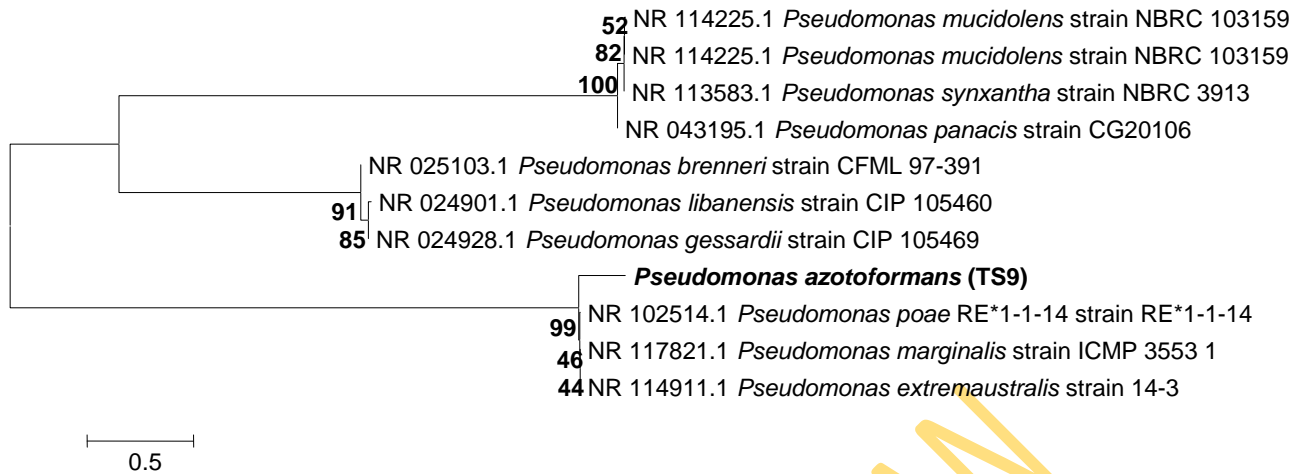 NR 114225.1 Pseudomonas mucidolens strain NBRC 103159
52
NR 114225.1 Pseudomonas mucidolens strain NBRC 103159
82
NR 113583.1 Pseudomonas synxantha strain NBRC 3913
100
NR 043195.1 Pseudomonas panacis strain CG20106
NR 025103.1 Pseudomonas brenneri strain CFML 97-391
NR 024901.1 Pseudomonas libanensis strain CIP 105460
91
85 NR 024928.1 Pseudomonas gessardii strain CIP 105469
Pseudomonas azotoformans (TS9)
NR 102514.1 Pseudomonas poae RE*1-1-14 strain RE*1-1-14
99
NR 117821.1 Pseudomonas marginalis strain ICMP 3553 1
46
44 NR 114911.1 Pseudomonas extremaustralis strain 14-3
0.5